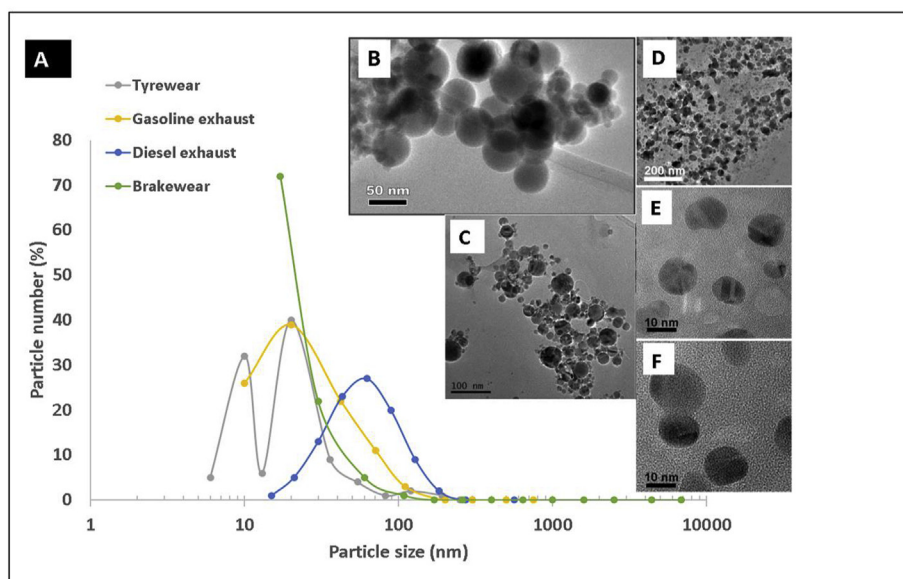 A
Tyrewear
Gasoline exhaust
Diesel exhaust
Brakewear
80
70
60
50
40
30
20
10
0
Particle number (%)
1
10
100
1000
10000
Particle size (nm)
B
50 nm
C
100 nm
D
200 nm
E
10 nm
F
10 nm